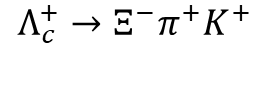 Λ_c^+ → Ξ^- π^+ K^+